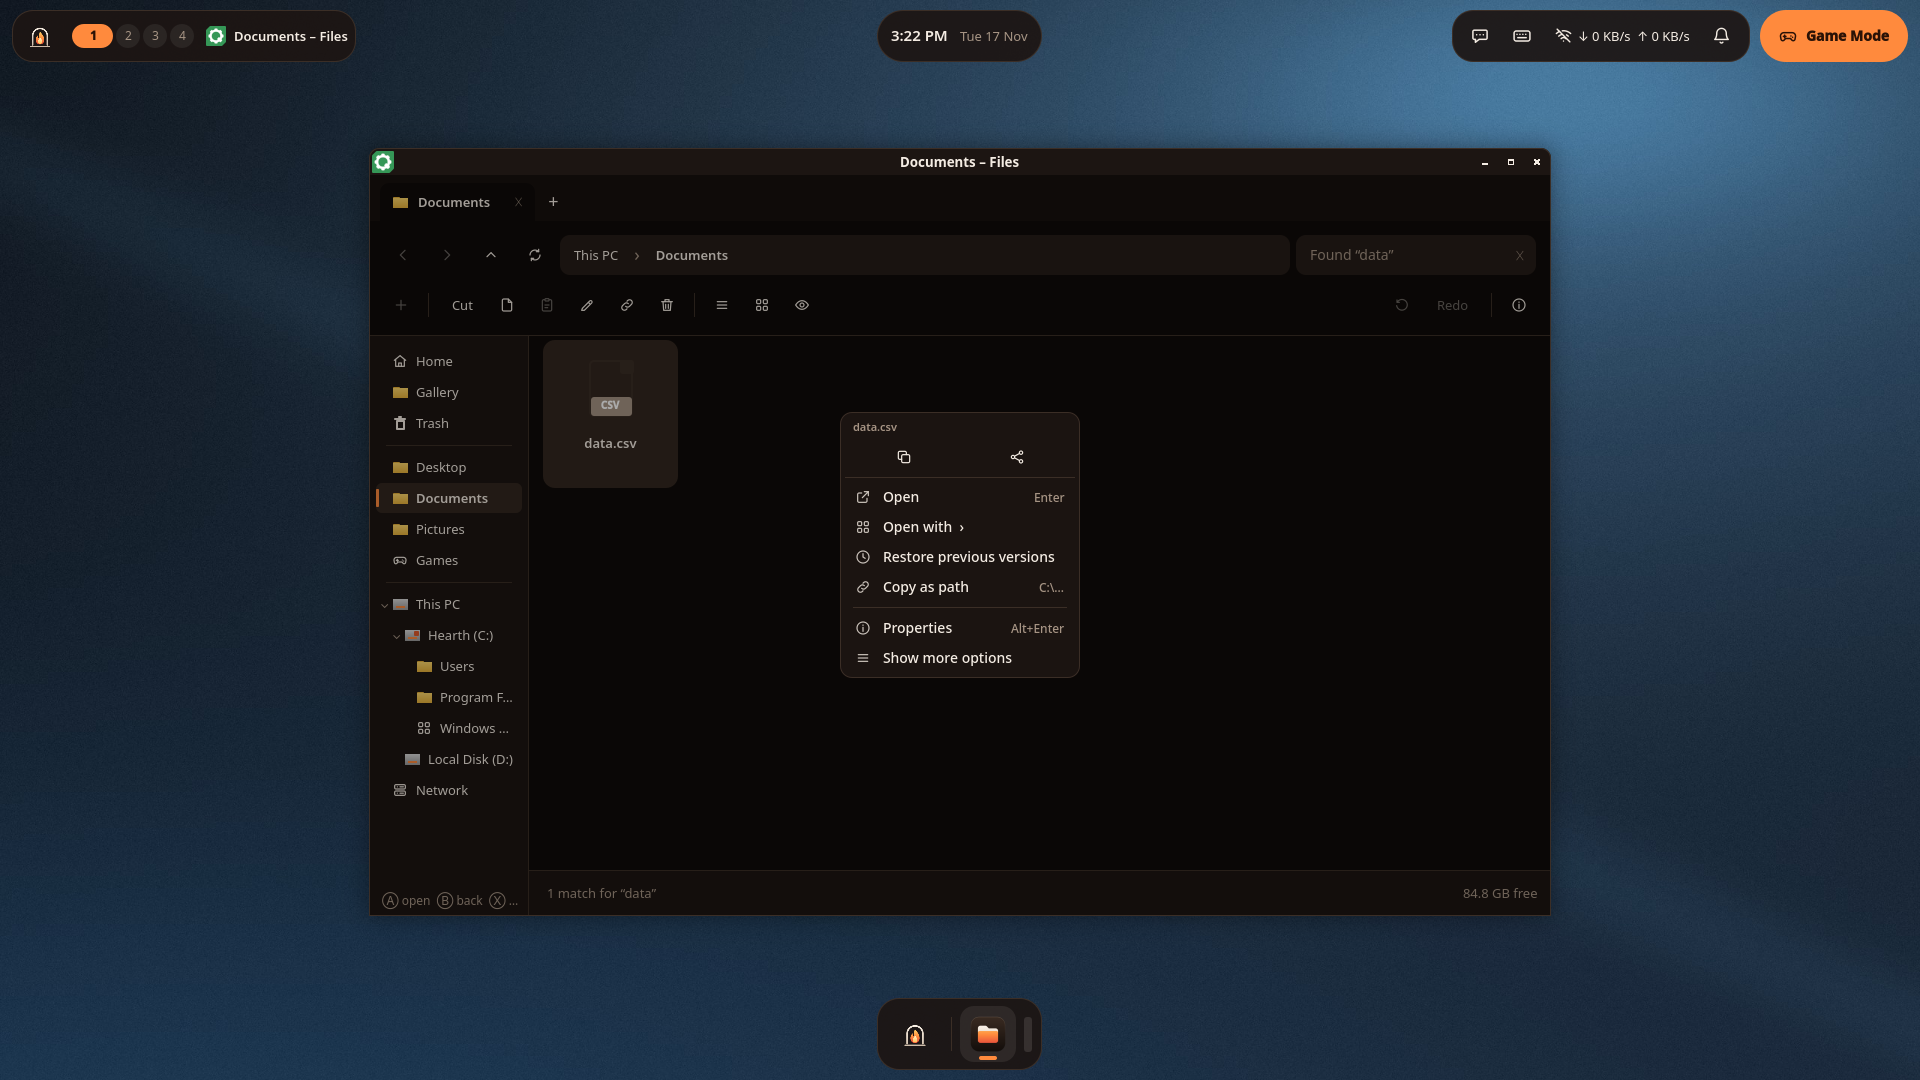 1 2 3 4 Documents – Files
3:22 PM Tue 17 Nov
↓ 0 KB/s ↑ 0 KB/s
Game Mode
Documents – Files
Documents X +
This PC › Documents
Found “data” X
Cut
Redo
Home
Gallery
Trash
Desktop
Documents
Pictures
Games
This PC
Hearth (C:)
Users
Program F...
Windows ...
Local Disk (D:)
Network
A open B back X ...
CSV
data.csv
data.csv
Open Enter
Open with ›
Restore previous versions
Copy as path C:\...
Properties Alt+Enter
Show more options
1 match for “data”
84.8 GB free